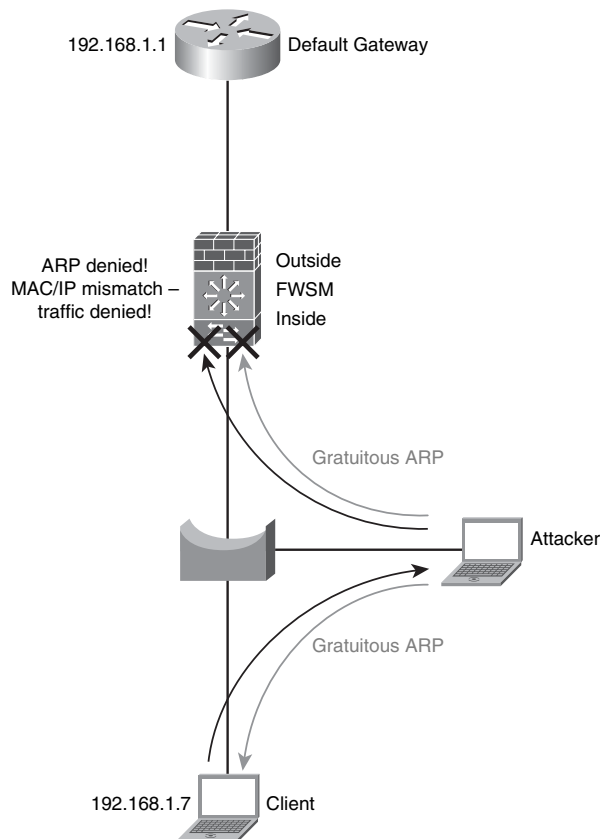 192.168.1.1 Default Gateway
ARP denied!
MAC/IP mismatch –
traffic denied!
Outside
FWSM
Inside
Gratuitous ARP
Attacker
Gratuitous ARP
192.168.1.7 Client